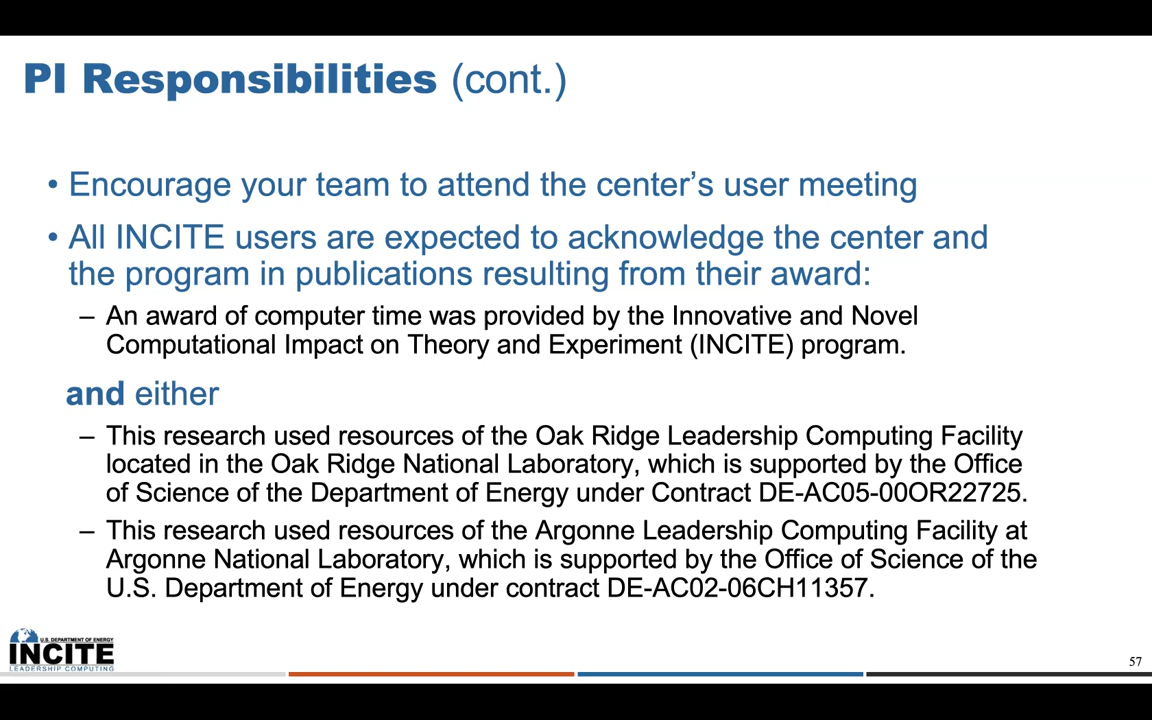 PI Responsibilities (cont.)
• Encourage your team to attend the center’s user meeting
• All INCITE users are expected to acknowledge the center and
the program in publications resulting from their award:
– An award of computer time was provided by the Innovative and Novel
Computational Impact on Theory and Experiment (INCITE) program.
and either
– This research used resources of the Oak Ridge Leadership Computing Facility
located in the Oak Ridge National Laboratory, which is supported by the Office
of Science of the Department of Energy under Contract DE-AC05-00OR22725.
– This research used resources of the Argonne Leadership Computing Facility at
Argonne National Laboratory, which is supported by the Office of Science of the
U.S. Department of Energy under contract DE-AC02-06CH11357.
U.S. DEPARTMENT OF ENERGY
INCITE
LEADERSHIP COMPUTING
57